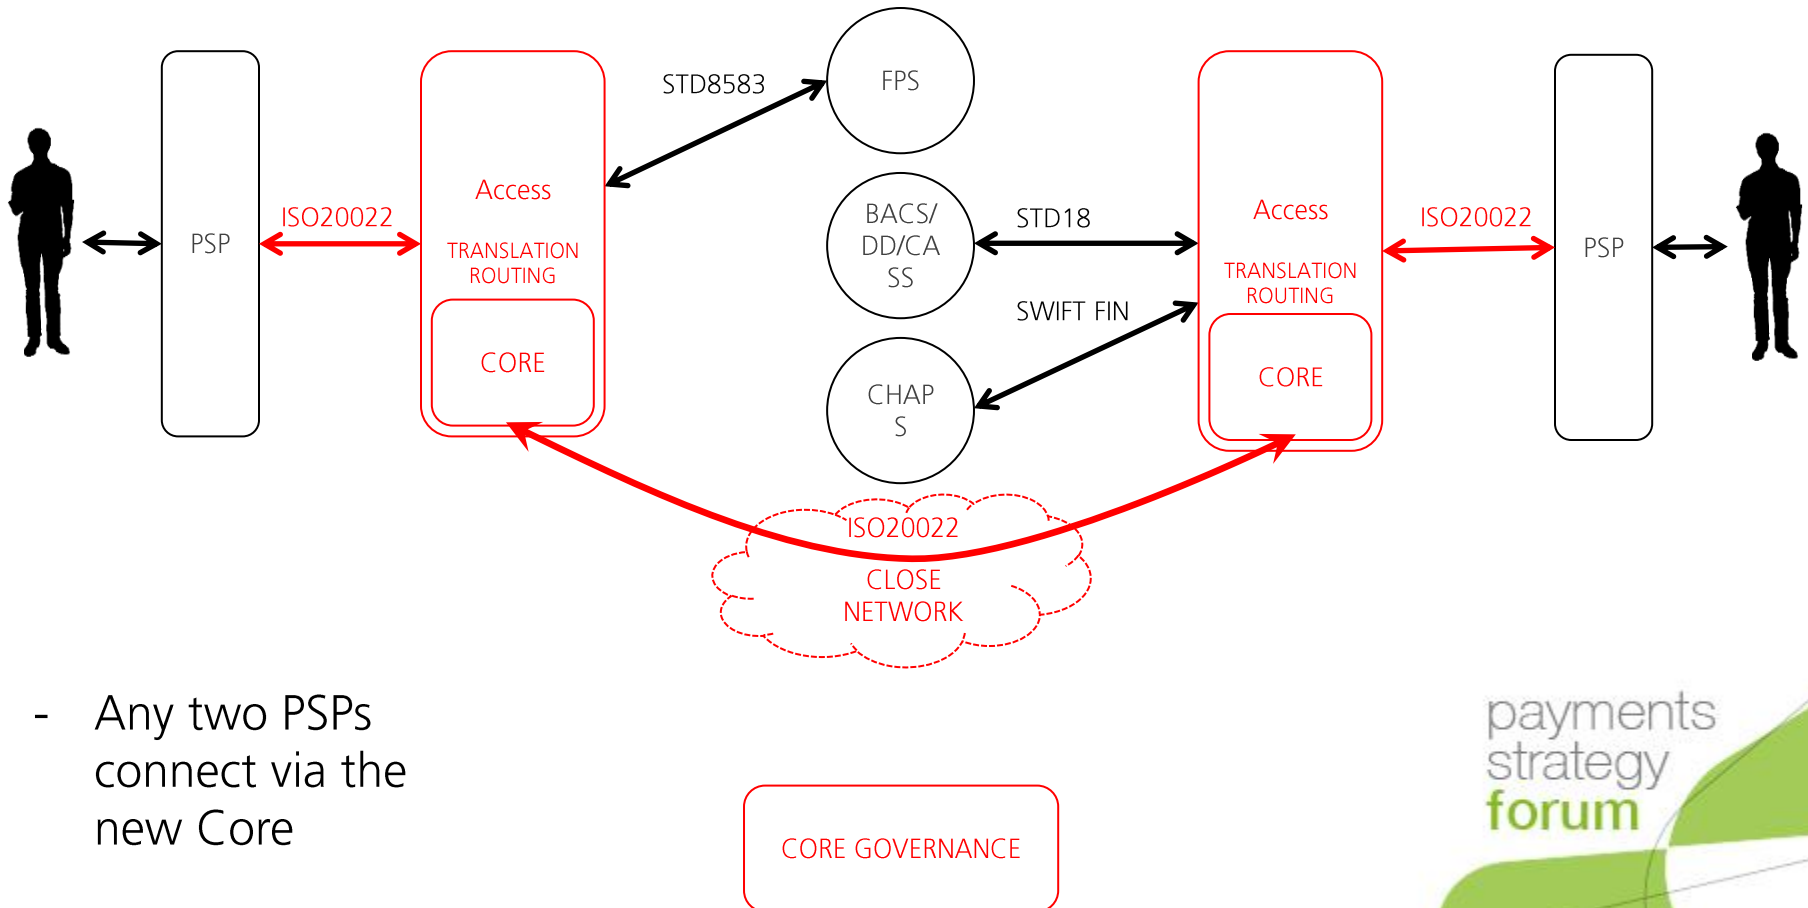 STD8583
FPS
PSP
ISO20022
Access
TRANSLATION
ROUTING
CORE
BACS/
DD/CA
SS
STD18
SWIFT FIN
CHAP
S
Access
TRANSLATION
ROUTING
CORE
ISO20022
PSP
ISO20022
CLOSE
NETWORK
- Any two PSPs
connect via the
new Core
CORE GOVERNANCE
payments
strategy
forum